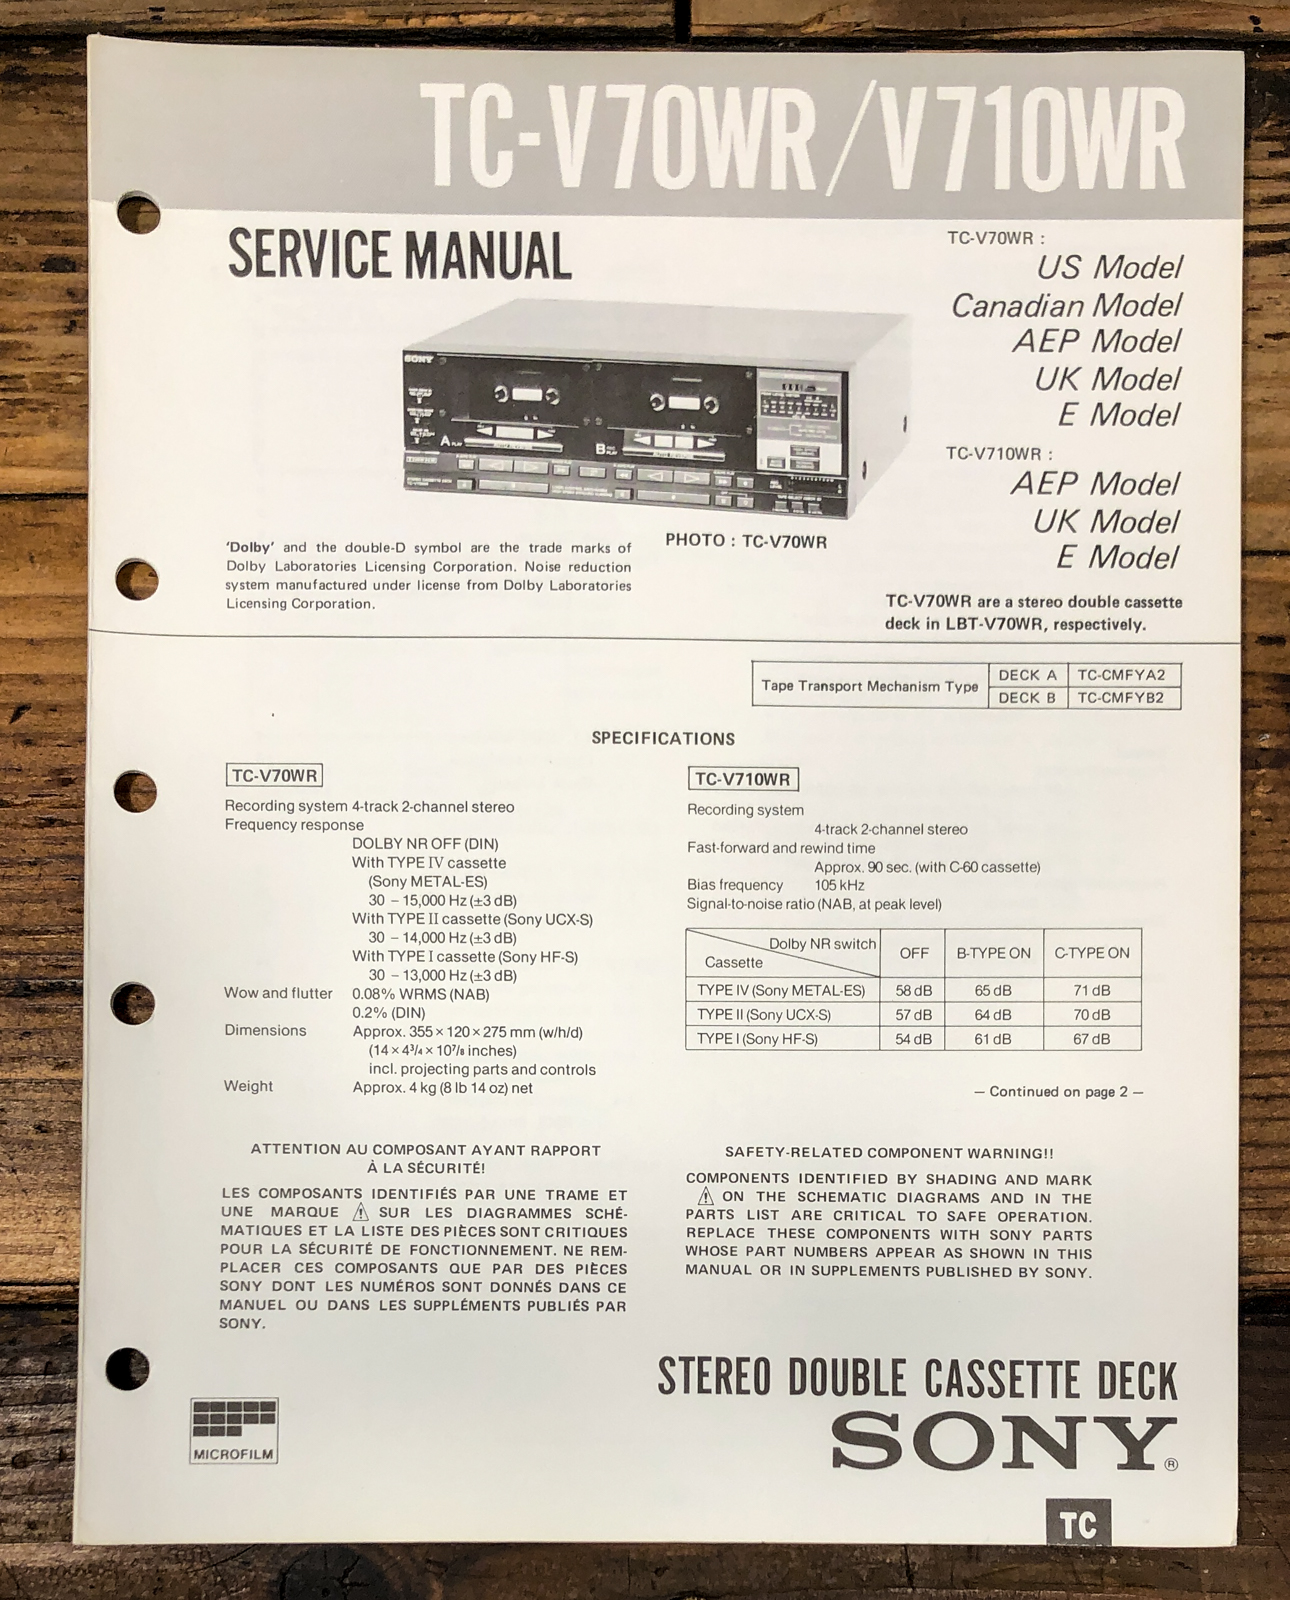 TC-V70WR/V710WR
SERVICE MANUAL
TC-V70WR :
US Model
Canadian Model
AEP Model
UK Model
E Model
TC-V710WR :
AEP Model
UK Model
E Model
SONY
A
B
PHOTO : TC-V70WR
'Dolby' and the double-D symbol are the trade marks of
Dolby Laboratories Licensing Corporation. Noise reduction
system manufactured under license from Dolby Laboratories
Licensing Corporation.
TC-V70WR are a stereo double cassette
deck in LBT-V70WR, respectively.
Tape Transport Mechanism Type
DECK A TC-CMFYA2
DECK B TC-CMFYB2
SPECIFICATIONS
TC-V70WR
Recording system 4-track 2-channel stereo
Frequency response
DOLBY NR OFF (DIN)
With TYPE IV cassette
(Sony METAL-ES)
30 – 15,000 Hz (±3 dB)
With TYPE II cassette (Sony UCX-S)
30 – 14,000 Hz (±3 dB)
With TYPE I cassette (Sony HF-S)
30 – 13,000 Hz (±3 dB)
Wow and flutter 0.08% WRMS (NAB)
0.2% (DIN)
Dimensions Approx. 355 × 120 × 275 mm (w/h/d)
(14 × 4³/₄ × 10⁷/₈ inches)
incl. projecting parts and controls
Weight Approx. 4 kg (8 lb 14 oz) net
TC-V710WR
Recording system
4-track 2-channel stereo
Fast-forward and rewind time
Approx. 90 sec. (with C-60 cassette)
Bias frequency 105 kHz
Signal-to-noise ratio (NAB, at peak level)
Dolby NR switch OFF B-TYPE ON C-TYPE ON
Cassette
TYPE IV (Sony METAL-ES) 58 dB 65 dB 71 dB
TYPE II (Sony UCX-S) 57 dB 64 dB 70 dB
TYPE I (Sony HF-S) 54 dB 61 dB 67 dB
— Continued on page 2 —
ATTENTION AU COMPOSANT AYANT RAPPORT
À LA SÉCURITÉ!
LES COMPOSANTS IDENTIFIÉS PAR UNE TRAME ET
UNE MARQUE ⚠ SUR LES DIAGRAMMES SCHÉ-
MATIQUES ET LA LISTE DES PIÈCES SONT CRITIQUES
POUR LA SÉCURITÉ DE FONCTIONNEMENT. NE REM-
PLACER CES COMPOSANTS QUE PAR DES PIÈCES
SONY DONT LES NUMÉROS SONT DONNÉS DANS CE
MANUEL OU DANS LES SUPPLÉMENTS PUBLIÉS PAR
SONY.
SAFETY-RELATED COMPONENT WARNING!!
COMPONENTS IDENTIFIED BY SHADING AND MARK
⚠ ON THE SCHEMATIC DIAGRAMS AND IN THE
PARTS LIST ARE CRITICAL TO SAFE OPERATION.
REPLACE THESE COMPONENTS WITH SONY PARTS
WHOSE PART NUMBERS APPEAR AS SHOWN IN THIS
MANUAL OR IN SUPPLEMENTS PUBLISHED BY SONY.
STEREO DOUBLE CASSETTE DECK
SONY®
MICROFILM
TC